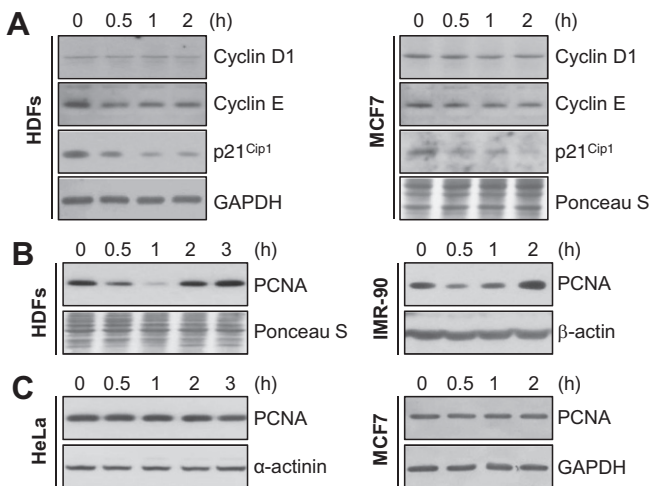 A
0 0.5 1 2 (h)
HDFs
Cyclin D1
Cyclin E
p21Cip1
GAPDH
0 0.5 1 2 (h)
MCF7
Cyclin D1
Cyclin E
p21Cip1
Ponceau S
B
0 0.5 1 2 3 (h)
HDFs
PCNA
Ponceau S
0 0.5 1 2 (h)
IMR-90
PCNA
β-actin
C
0 0.5 1 2 3 (h)
HeLa
PCNA
α-actinin
0 0.5 1 2 (h)
MCF7
PCNA
GAPDH